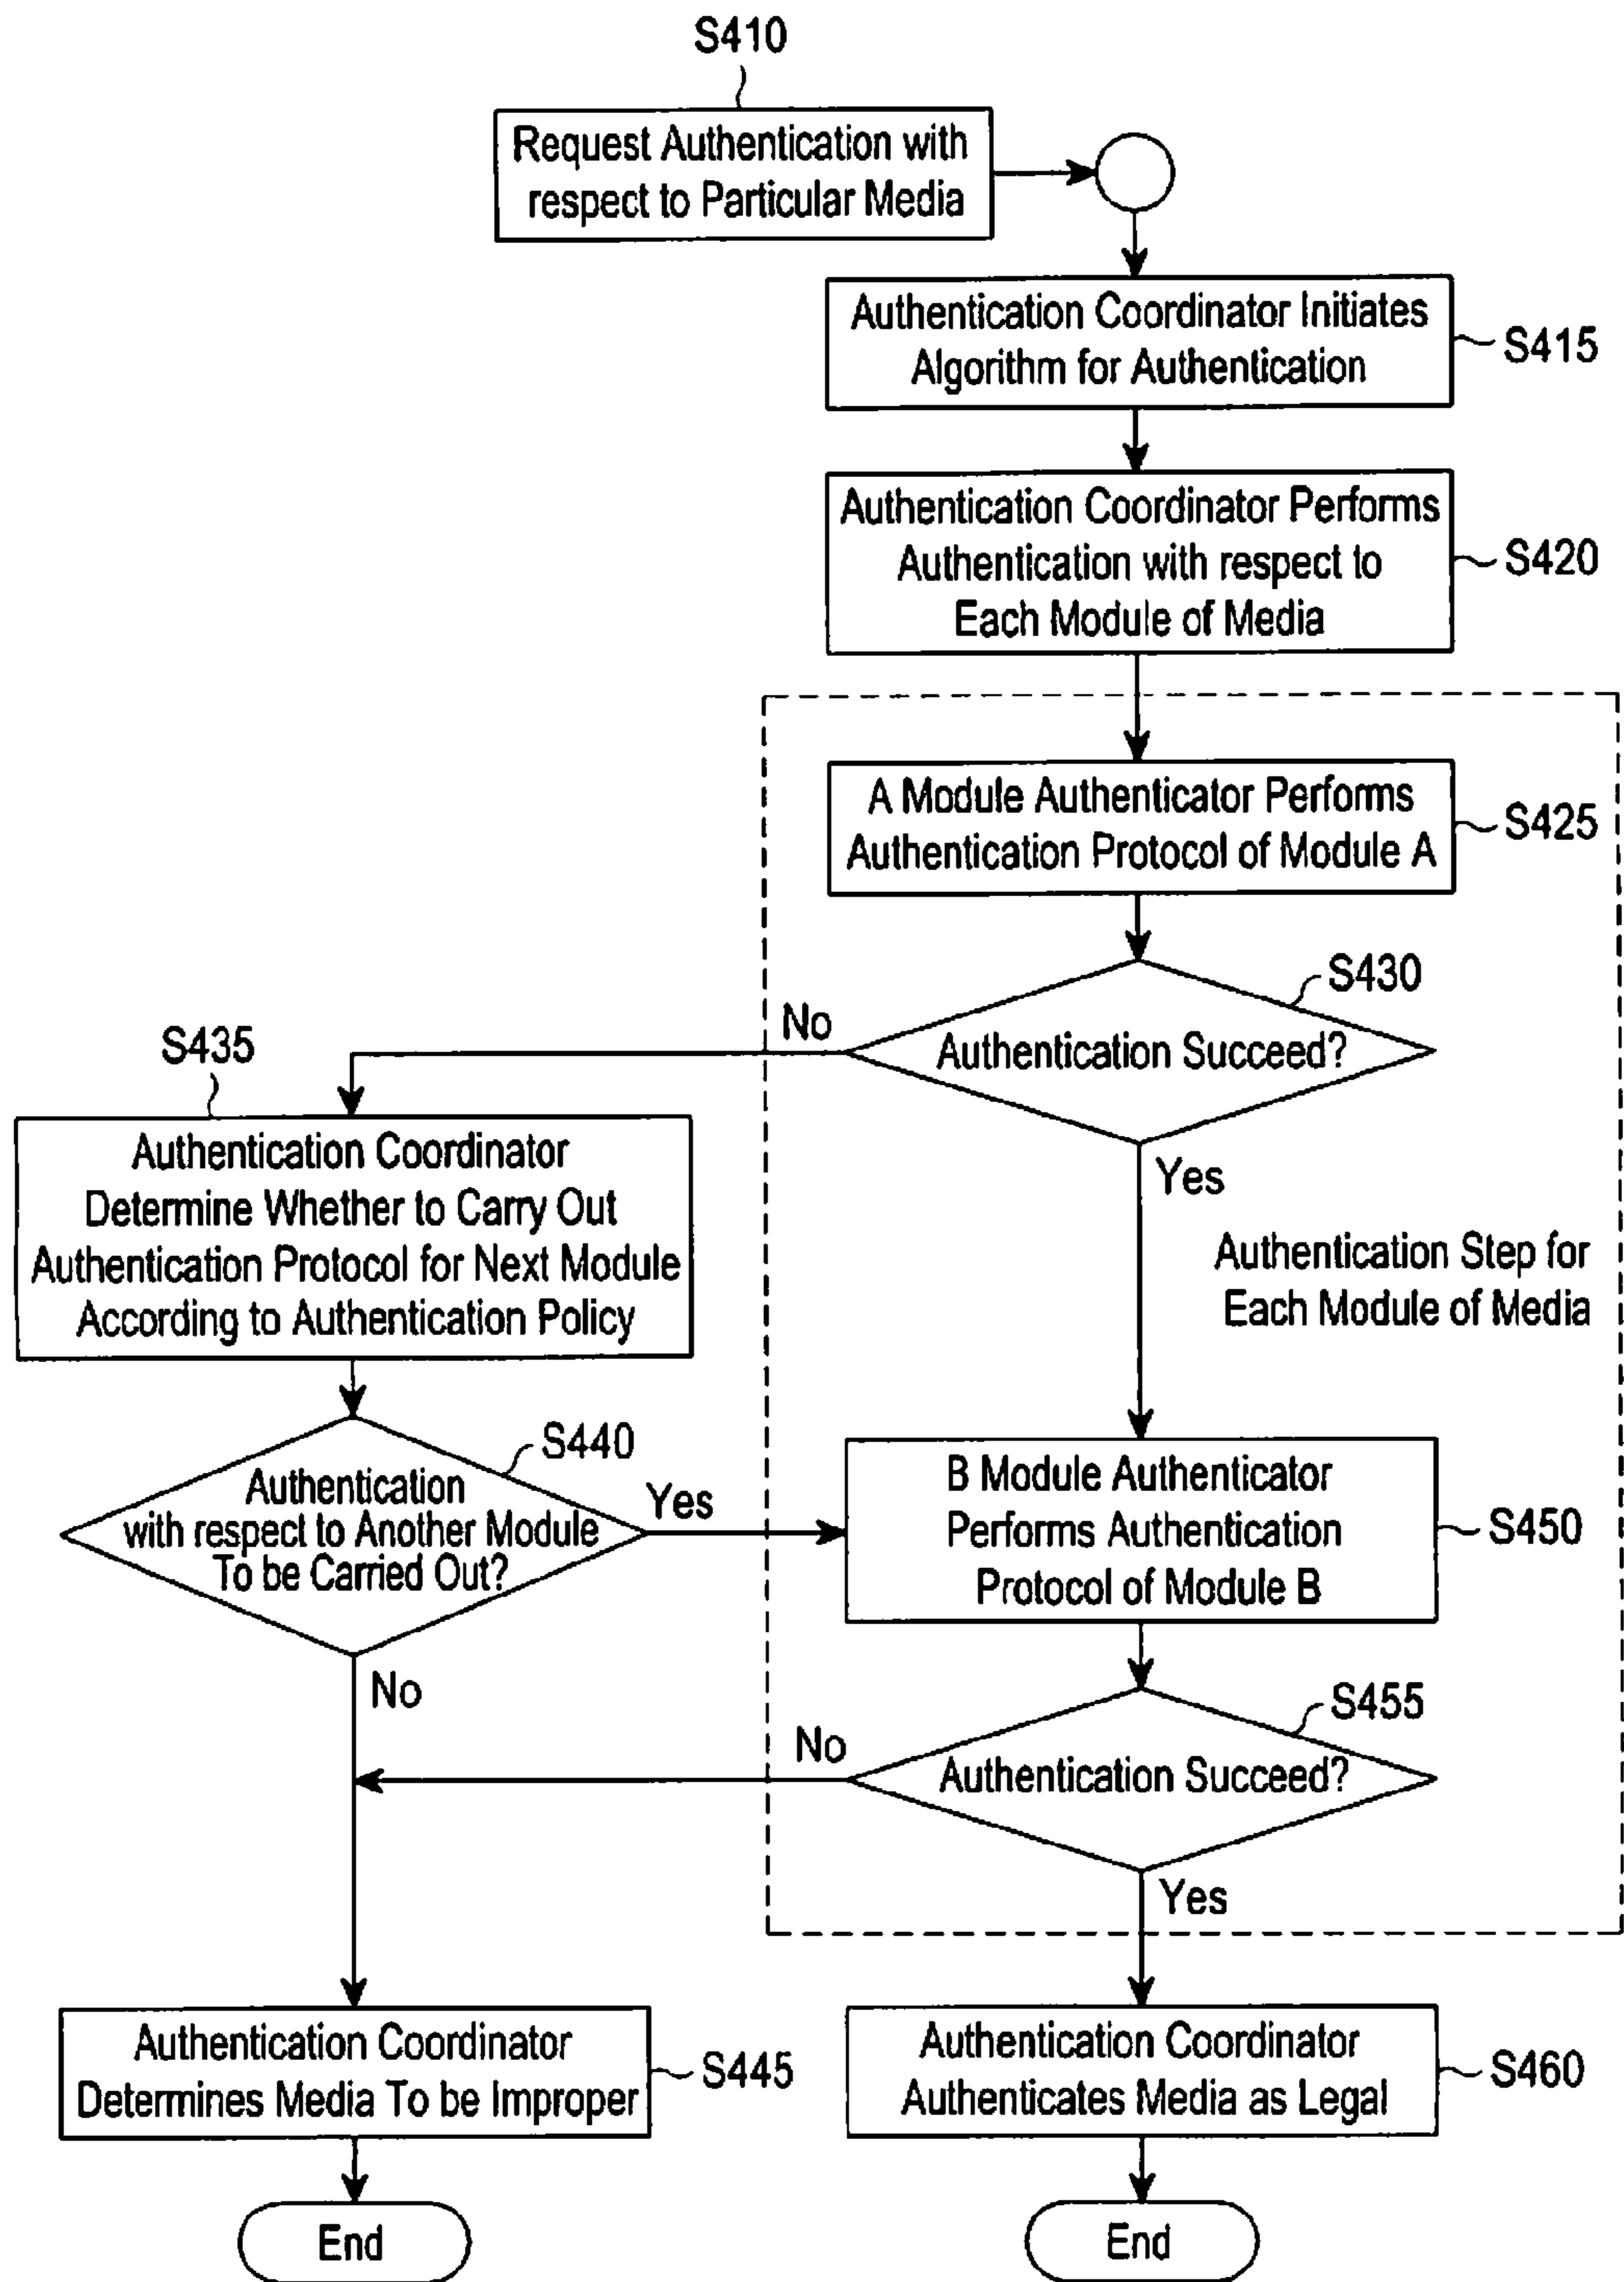 S410
Request Authentication with
respect to Particular Media
Authentication Coordinator Initiates
Algorithm for Authentication
S415
Authentication Coordinator Performs
Authentication with respect to
Each Module of Media
S420
A Module Authenticator Performs
Authentication Protocol of Module A
S425
S430
Authentication Succeed?
No
Yes
S435
Authentication Coordinator
Determine Whether to Carry Out
Authentication Protocol for Next Module
According to Authentication Policy
Authentication Step for
Each Module of Media
S440
Authentication
with respect to Another Module
To be Carried Out?
Yes
No
B Module Authenticator
Performs Authentication
Protocol of Module B
S450
S455
Authentication Succeed?
No
Yes
Authentication Coordinator
Determines Media To be Improper
S445
Authentication Coordinator
Authenticates Media as Legal
S460
End
End